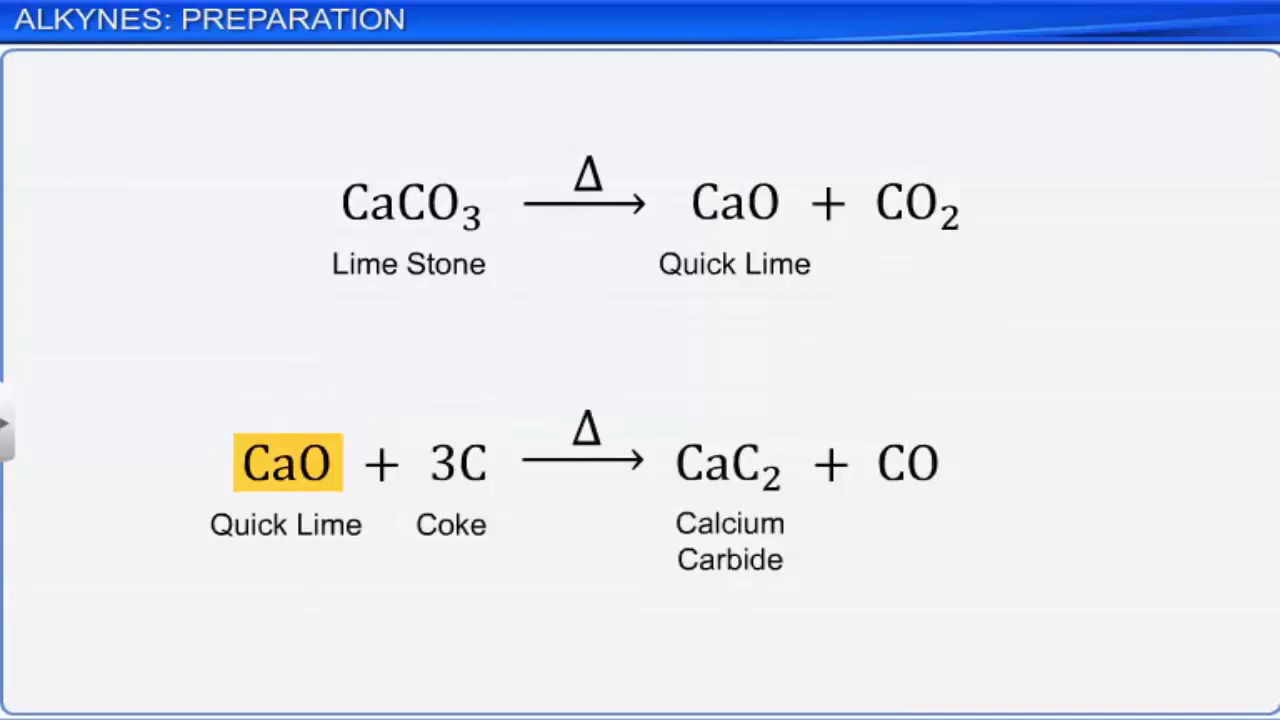 ALKYNES: PREPARATION
Δ
CaCO₃ ⟶ CaO + CO₂
Lime Stone Quick Lime
Δ
CaO + 3C ⟶ CaC₂ + CO
Quick Lime Coke Calcium
Carbide